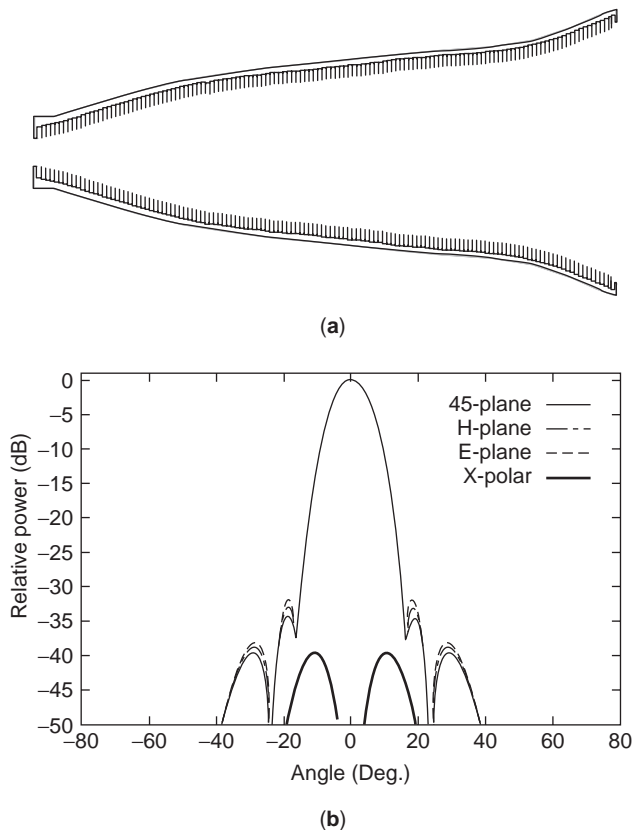 (a)
0
−5
−10
−15
−20
−25
−30
−35
−40
−45
−50
Relative power (dB)
45-plane
H-plane
E-plane
X-polar
−80 −60 −40 −20 0 20 40 60 80
Angle (Deg.)
(b)